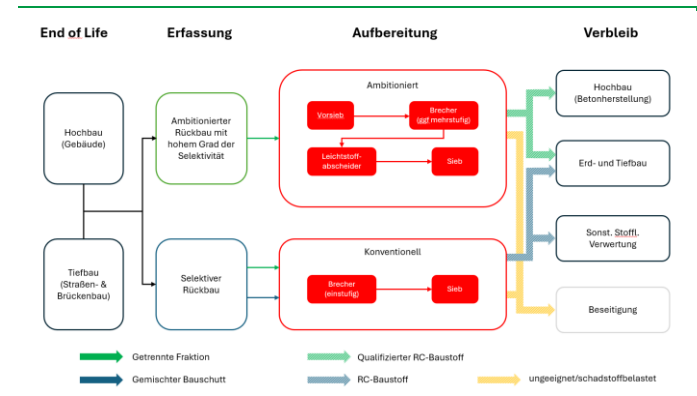 End of Life
Erfassung
Aufbereitung
Verbleib
Hochbau
(Gebäude)
Tiefbau
(Straßen- &
Brückenbau)
Ambitionierter
Rückbau mit
hohem Grad der
Selektivität
Selektiver
Rückbau
Ambitioniert
Vorsieb
Brecher
(ggf mehrstufig)
Leichtstoff-
abscheider
Sieb
Konventionell
Brecher
(einstufig)
Sieb
Hochbau
(Betonherstellung)
Erd- und Tiefbau
Sonst. Stoffl.
Verwertung
Beseitigung
Getrennte Fraktion
Qualifizierter RC-Baustoff
Gemischter Bauschutt
RC-Baustoff
ungeeignet/schadstoffbelastet